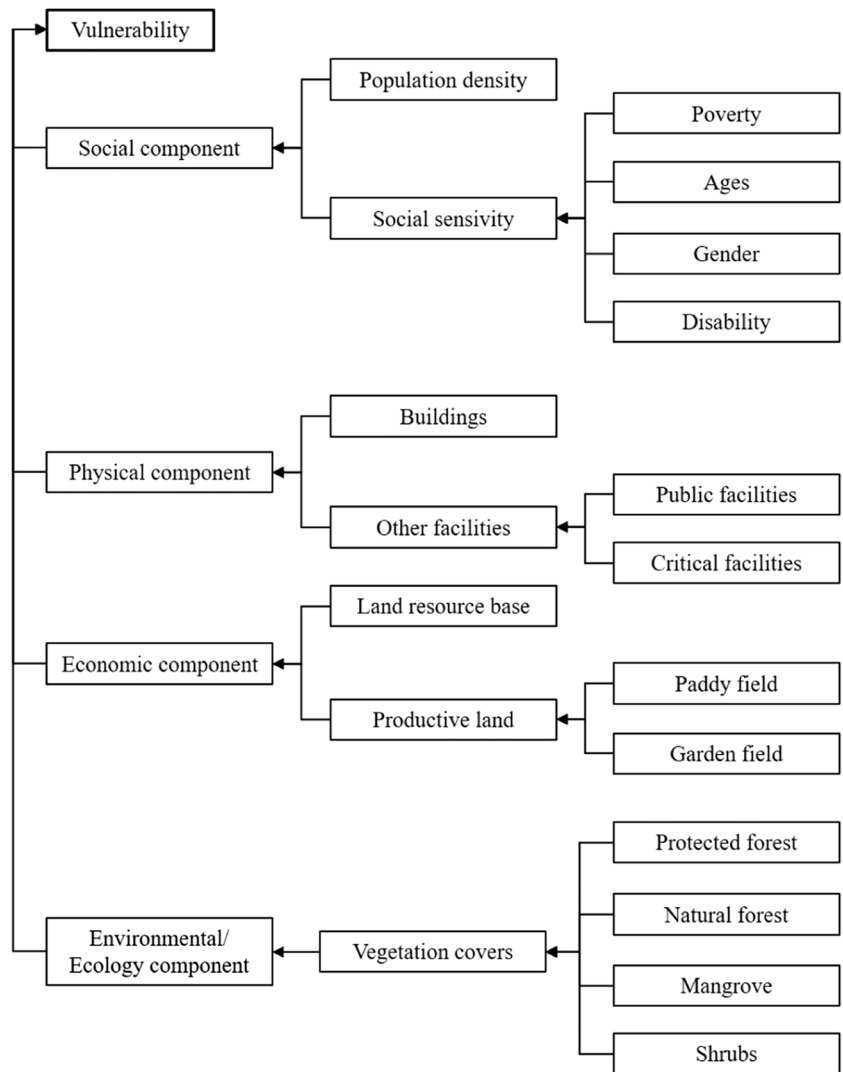 Vulnerability
Population density
Poverty
Social component
Ages
Social sensivity
Gender
Disability
Buildings
Physical component
Public facilities
Other facilities
Critical facilities
Land resource base
Economic component
Paddy field
Productive land
Garden field
Protected forest
Natural forest
Environmental/
Ecology component
Vegetation covers
Mangrove
Shrubs